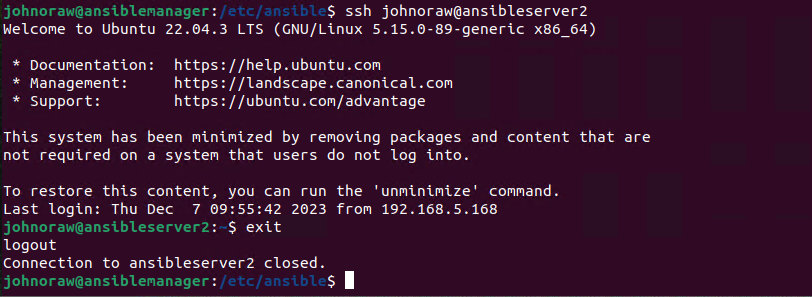 johnoraw@ansiblemanager:/etc/ansible$ ssh johnoraw@ansibleserver2
Welcome to Ubuntu 22.04.3 LTS (GNU/Linux 5.15.0-89-generic x86_64)
* Documentation:  https://help.ubuntu.com
* Management:     https://landscape.canonical.com
* Support:        https://ubuntu.com/advantage
This system has been minimized by removing packages and content that are
not required on a system that users do not log into.
To restore this content, you can run the 'unminimize' command.
Last login: Thu Dec  7 09:55:42 2023 from 192.168.5.168
johnoraw@ansibleserver2:~$ exit
logout
Connection to ansibleserver2 closed.
johnoraw@ansiblemanager:/etc/ansible$